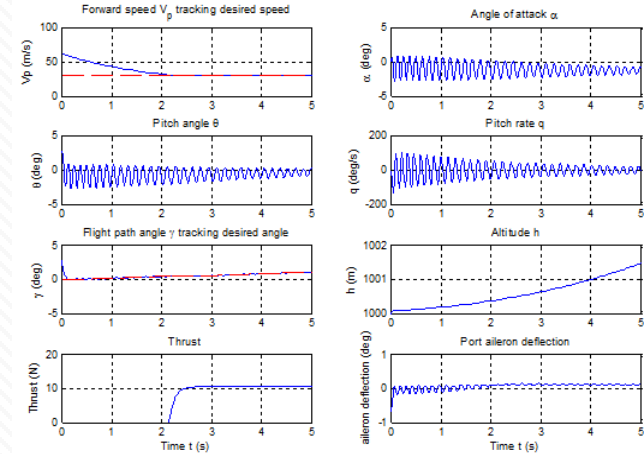 Forward speed Vp tracking desired speed
Vp (m/s)
100
50
0
0 1 2 3 4 5
Angle of attack α
α (deg)
5
0
-5
0 1 2 3 4 5
Pitch angle θ
θ (deg)
5
0
-5
0 1 2 3 4 5
Pitch rate q
q (deg/s)
200
0
-200
0 1 2 3 4 5
Flight path angle γ tracking desired angle
γ (deg)
5
0
-5
0 1 2 3 4 5
Altitude h
h (m)
1002
1001
1000
0 1 2 3 4 5
Thrust
Thrust (N)
20
10
0
0 1 2 3 4 5
Time t (s)
Port aileron deflection
aileron deflection (deg)
1
0
-1
0 1 2 3 4 5
Time t (s)